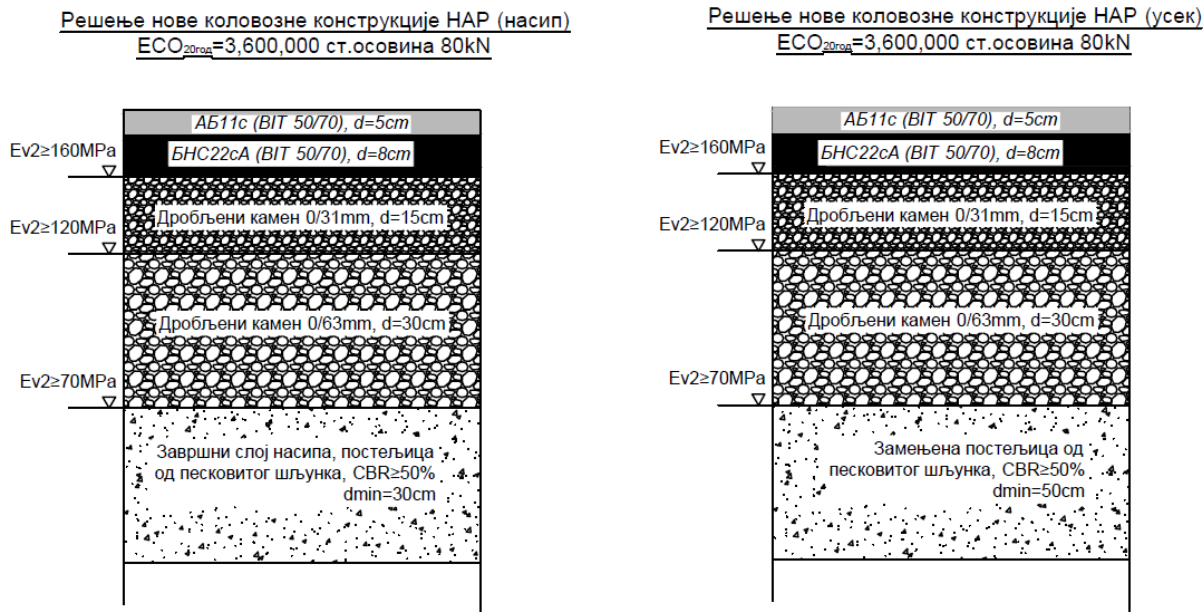 Решење нове коловозне конструкције НАР (насип)
ECO20год=3,600,000 ст.осовина 80kN
АБ11с (BIT 50/70), d=5cm
Ev2≥160MPa
БНС22сА (BIT 50/70), d=8cm
Дробљени камен 0/31mm, d=15cm
Ev2≥120MPa
Дробљени камен 0/63mm, d=30cm
Ev2≥70MPa
Завршни слој насипа, постељица
од песковитог шљунка, CBR≥50%
dmin=30cm
Решење нове коловозне конструкције НАР (усек)
ECO20год=3,600,000 ст.осовина 80kN
АБ11с (BIT 50/70), d=5cm
Ev2≥160MPa
БНС22сА (BIT 50/70), d=8cm
Дробљени камен 0/31mm, d=15cm
Ev2≥120MPa
Дробљени камен 0/63mm, d=30cm
Ev2≥70MPa
Замењена постељица од
песковитог шљунка, CBR≥50%
dmin=50cm